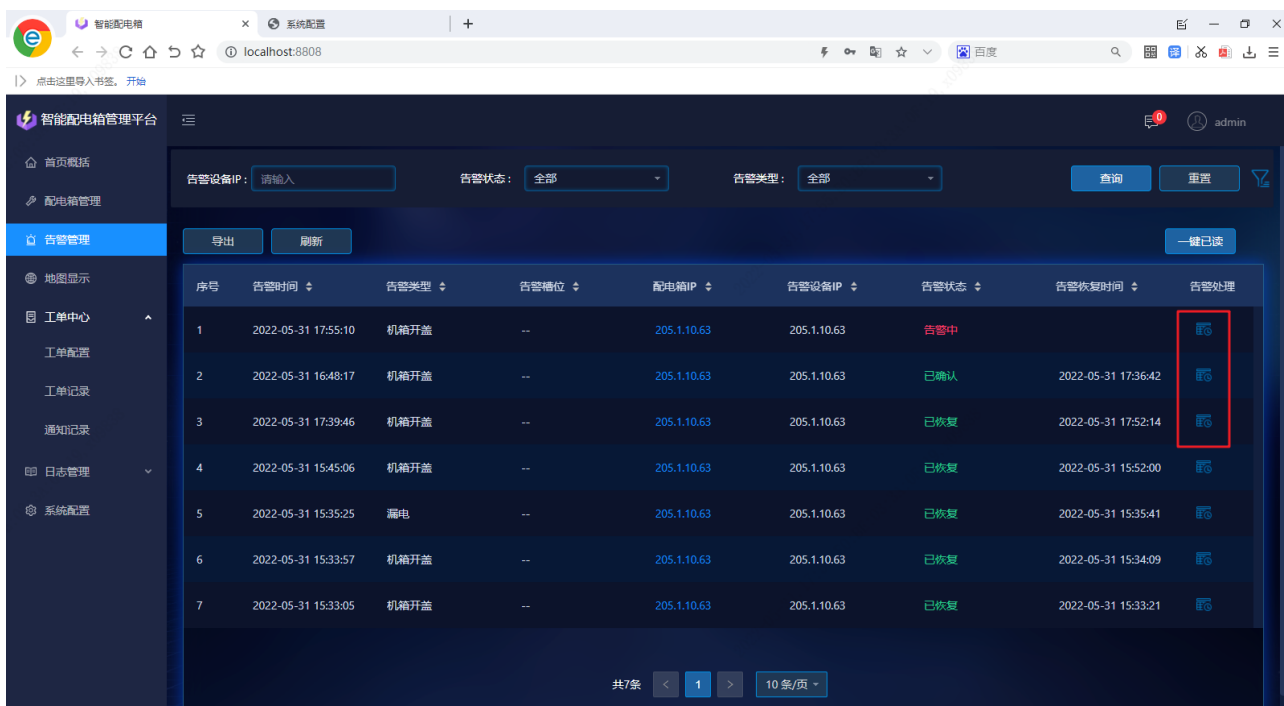 智能配电箱 × 系统配置 +
localhost:8808 百度
点击这里导入书签。 开始
智能配电箱管理平台 0 admin
首页概括
配电箱管理
告警管理
地图显示
工单中心
工单配置
工单记录
通知记录
日志管理
系统配置
告警设备IP: 请输入 告警状态: 全部 告警类型: 全部 查询 重置
导出 刷新 一键已读
序号 告警时间 告警类型 告警槽位 配电箱IP 告警设备IP 告警状态 告警恢复时间 告警处理
1 2022-05-31 17:55:10 机箱开盖 -- 205.1.10.63 205.1.10.63 告警中
2 2022-05-31 16:48:17 机箱开盖 -- 205.1.10.63 205.1.10.63 已确认 2022-05-31 17:36:42
3 2022-05-31 17:39:46 机箱开盖 -- 205.1.10.63 205.1.10.63 已恢复 2022-05-31 17:52:14
4 2022-05-31 15:45:06 机箱开盖 -- 205.1.10.63 205.1.10.63 已恢复 2022-05-31 15:52:00
5 2022-05-31 15:35:25 漏电 -- 205.1.10.63 205.1.10.63 已恢复 2022-05-31 15:35:41
6 2022-05-31 15:33:57 机箱开盖 -- 205.1.10.63 205.1.10.63 已恢复 2022-05-31 15:34:09
7 2022-05-31 15:33:05 机箱开盖 -- 205.1.10.63 205.1.10.63 已恢复 2022-05-31 15:33:21
共7条 < 1 > 10 条/页